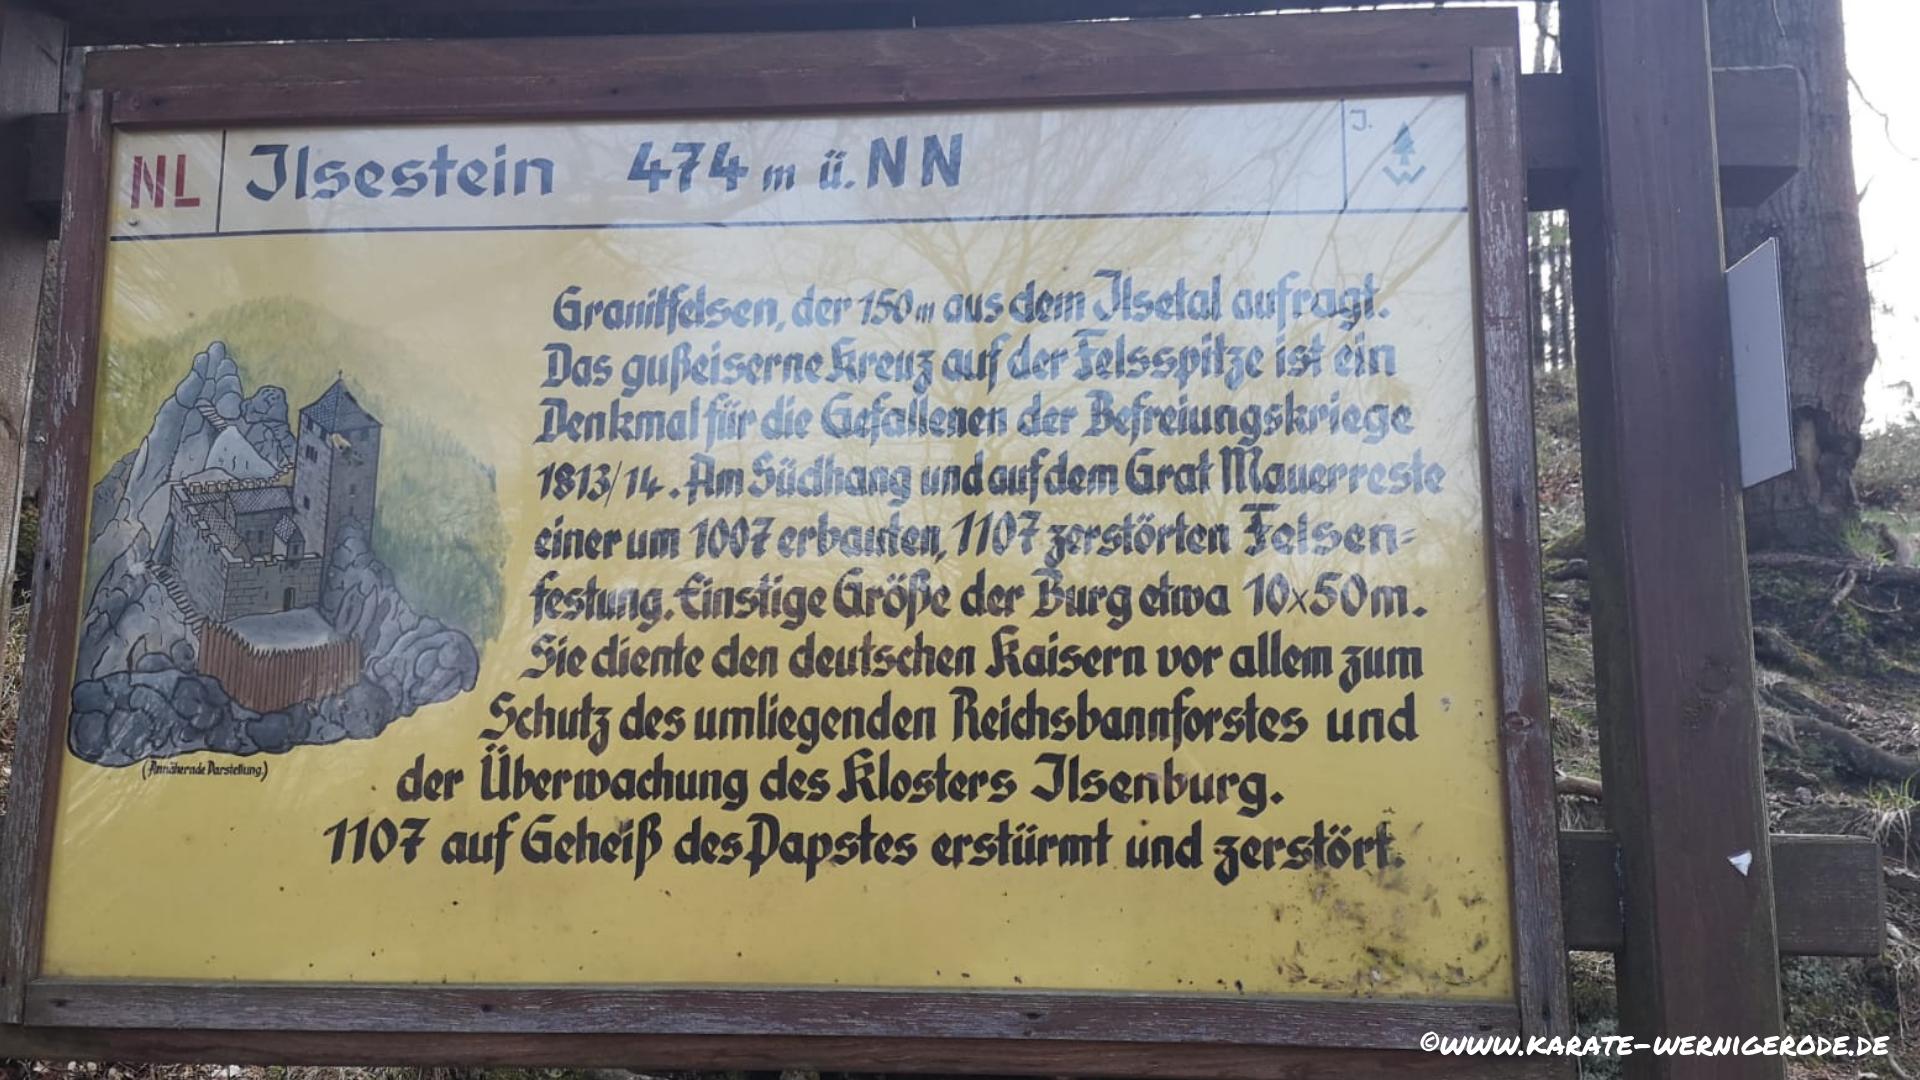 NL Ilsestein 474 m ü. NN J.
W
Granitfelsen, der 150m aus dem Ilsetal aufragt.
Das gußeiserne Kreuz auf der Felsspitze ist ein
Denkmal für die Gefallenen der Befreiungskriege
1813/14. Am Südhang und auf dem Grat Mauerreste
einer um 1007 erbauten, 1107 zerstörten Felsen=
festung. Einstige Größe der Burg etwa 10x50m.
Sie diente den deutschen Kaisern vor allem zum
Schutz des umliegenden Reichsbannforstes und
der Überwachung des Klosters Ilsenburg.
1107 auf Geheiß des Papstes erstürmt und zerstört.
(Annähernde Darstellung.)
©www.karate-wernigerode.de